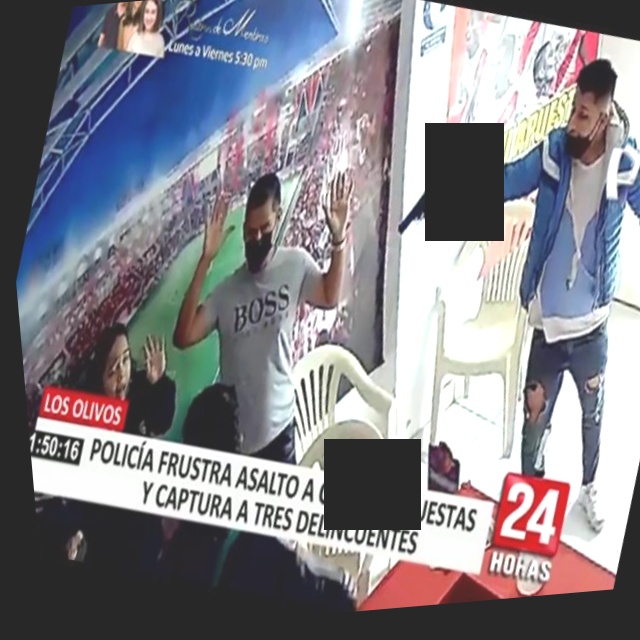 Lunes a Viernes 5:30 pm
BOSS
LOS OLIVOS
1:50:16
POLICÍA FRUSTRA ASALTO A
UESTAS
Y CAPTURA A TRES DELINCUENTES
24
HORAS